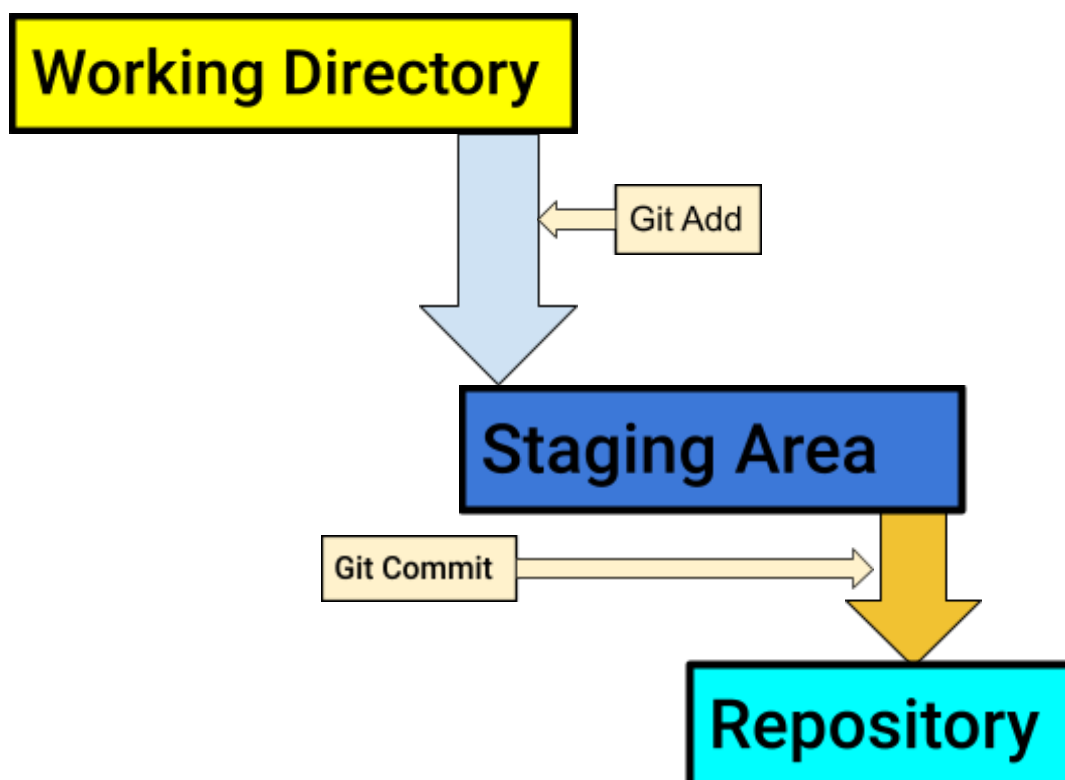 Working Directory
Git Add
Staging Area
Git Commit
Repository